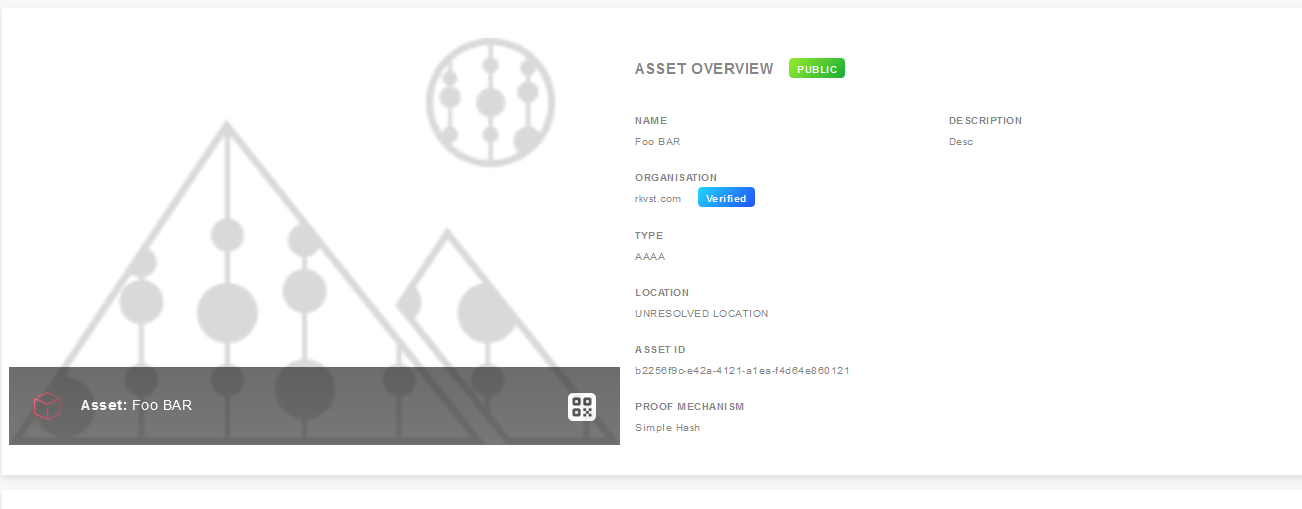 ASSET OVERVIEW PUBLIC
NAME
Foo BAR
DESCRIPTION
Desc
ORGANISATION
rkvst.com Verified
TYPE
AAAA
LOCATION
UNRESOLVED LOCATION
ASSET ID
b2256f9c-e42a-4121-a1ea-f4d64e860121
PROOF MECHANISM
Simple Hash
Asset: Foo BAR